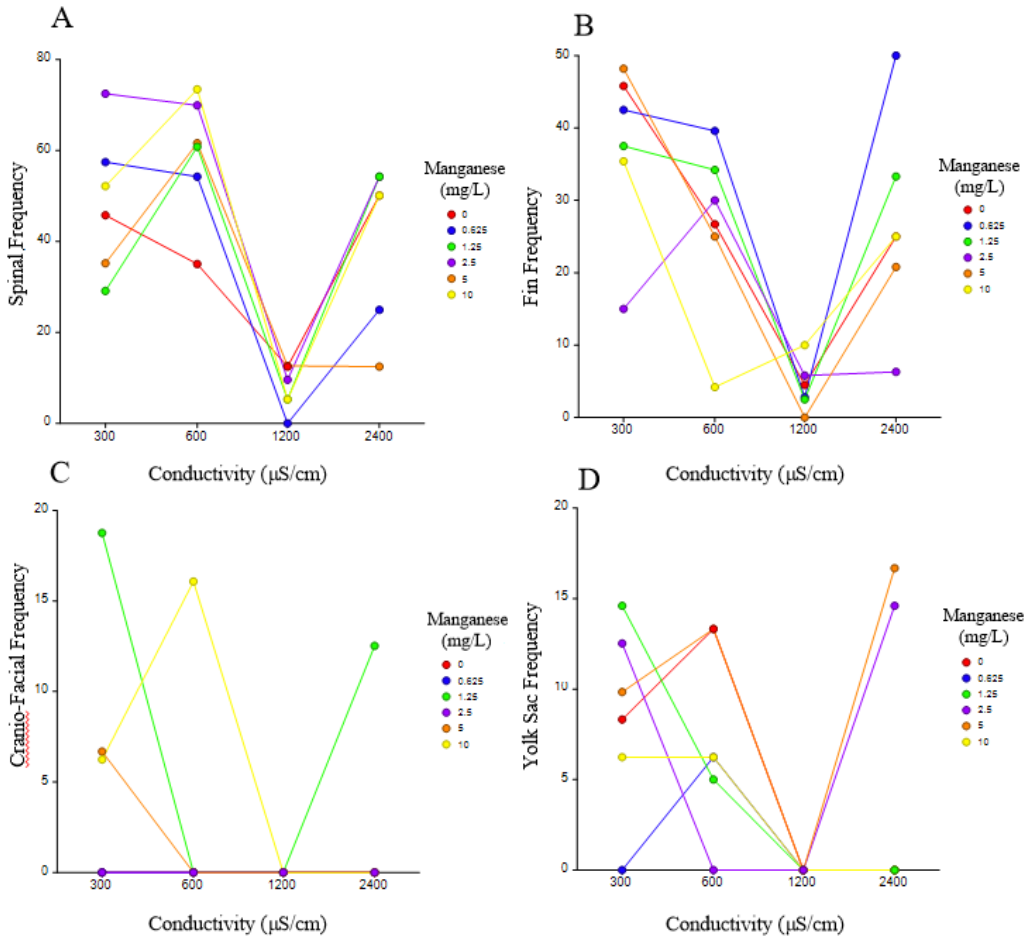 A
Spinal Frequency
80
60
40
20
0
300 600 1200 2400
Conductivity (µS/cm)
Manganese
(mg/L)
0
0.625
1.25
2.5
5
10
B
Fin Frequency
50
40
30
20
10
0
300 600 1200 2400
Conductivity (µS/cm)
Manganese
(mg/L)
0
0.625
1.25
2.5
5
10
C
Cranio-Facial Frequency
20
15
10
5
0
300 600 1200 2400
Conductivity (µS/cm)
Manganese
(mg/L)
0
0.625
1.25
2.5
5
10
D
Yolk Sac Frequency
20
15
10
5
0
300 600 1200 2400
Conductivity (µS/cm)
Manganese
(mg/L)
0
0.625
1.25
2.5
5
10